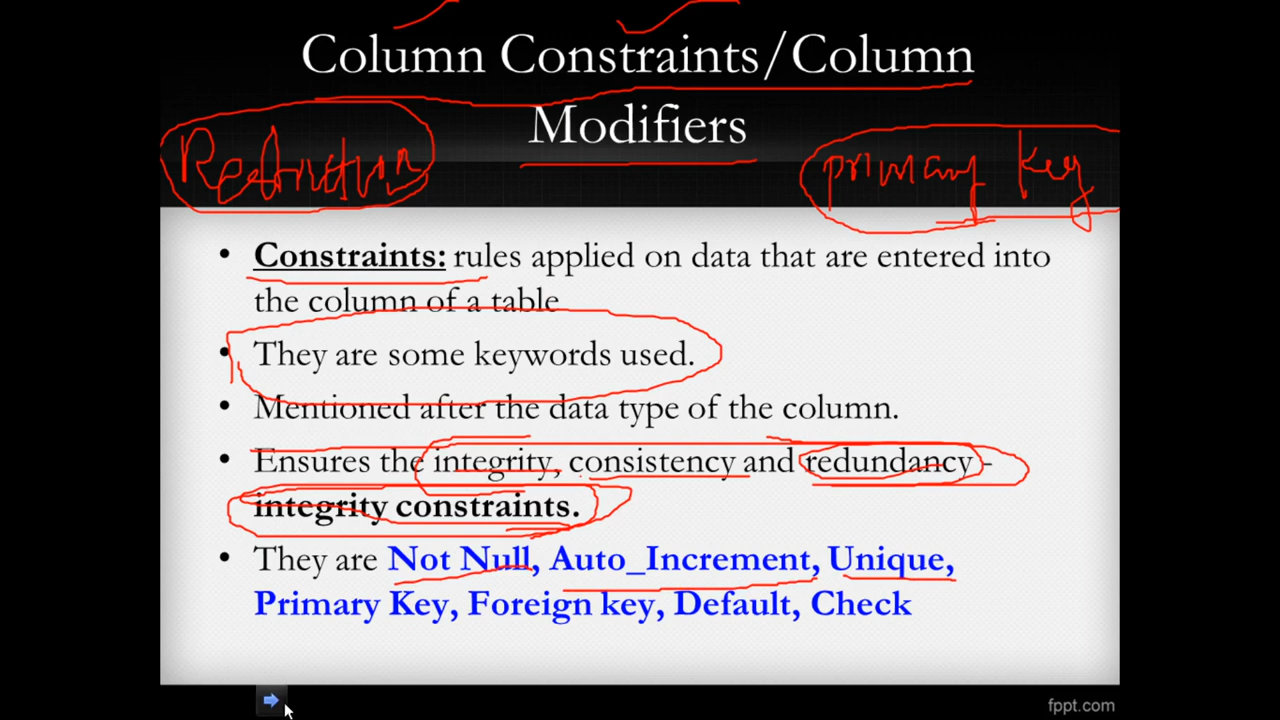 Column Constraints/Column
Modifiers
Restriction
primary key
• Constraints: rules applied on data that are entered into
the column of a table
• They are some keywords used.
• Mentioned after the data type of the column.
• Ensures the integrity, consistency and redundancy -
integrity constraints.
• They are Not Null, Auto_Increment, Unique,
Primary Key, Foreign key, Default, Check
fppt.com